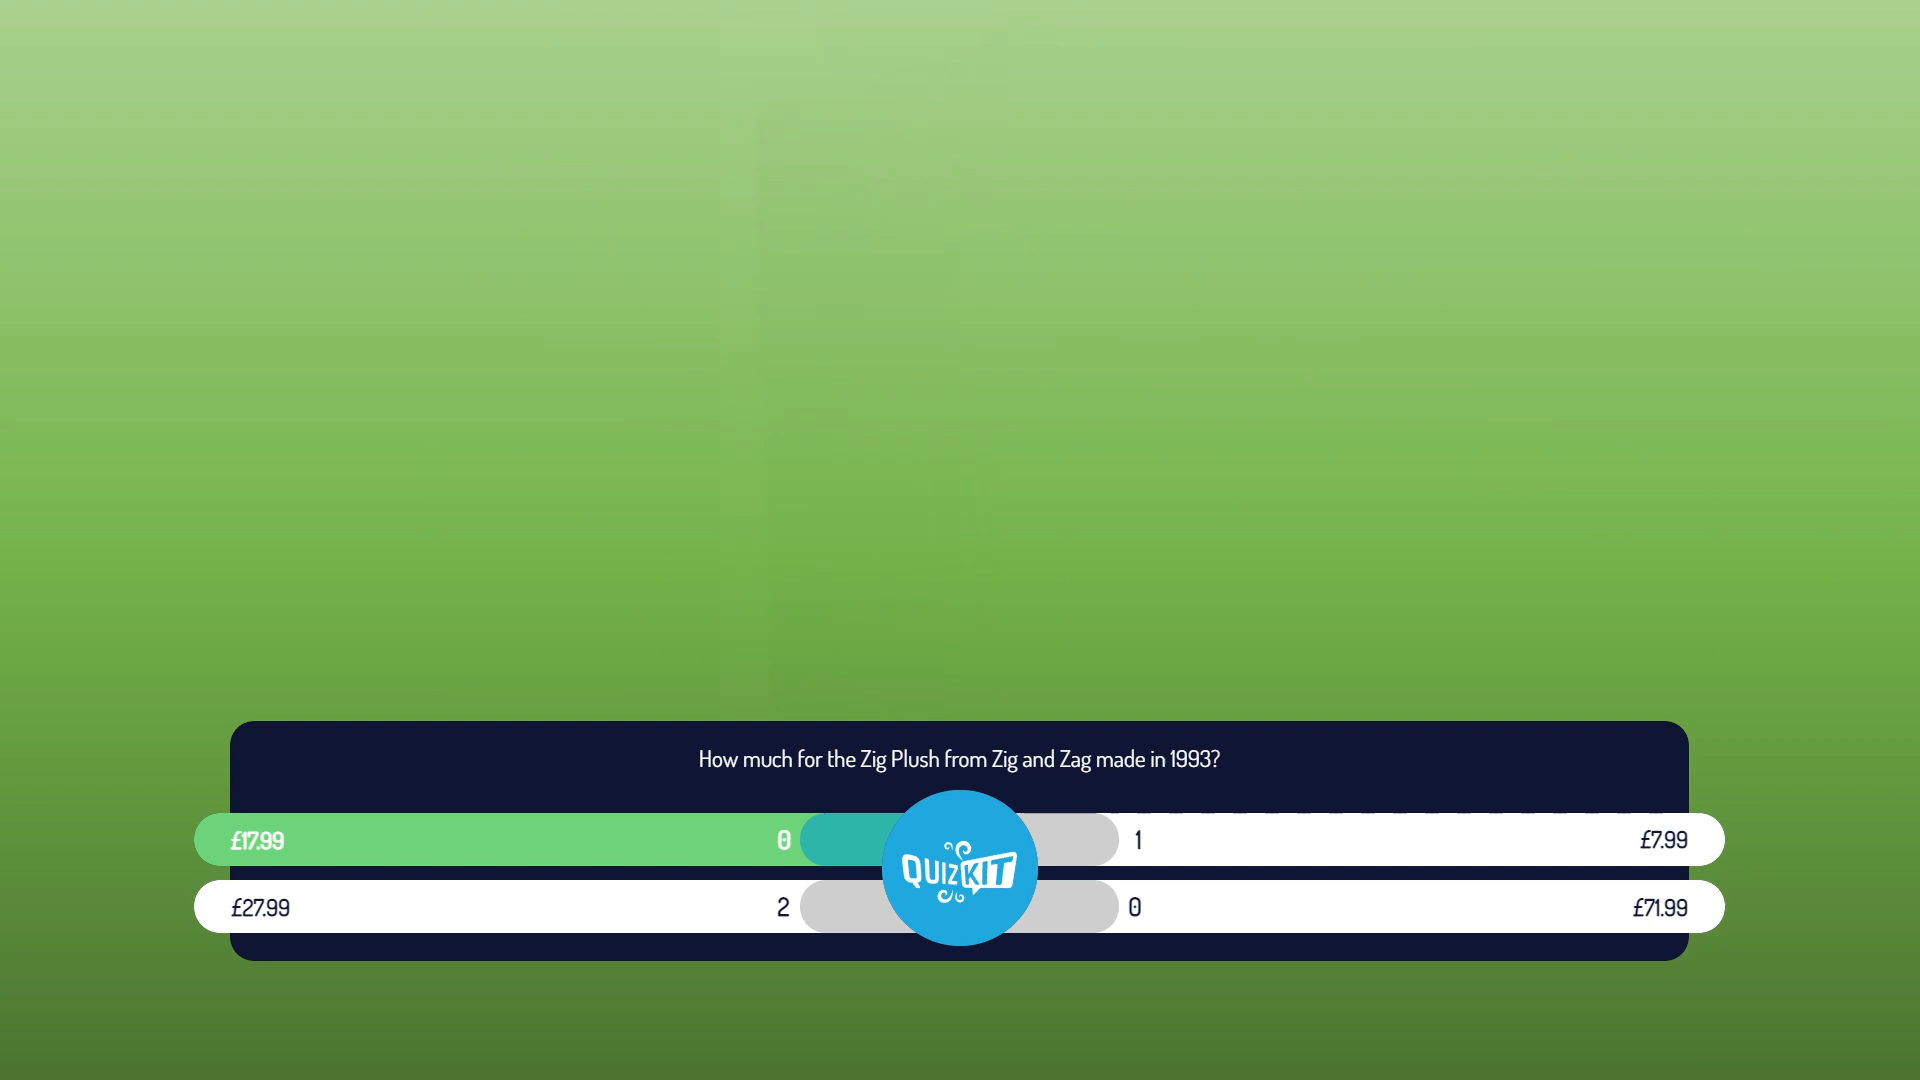 How much for the Zig Plush from Zig and Zag made in 1993?
£17.99 0 1 £7.99
QUIZKIT
£27.99 2 0 £71.99